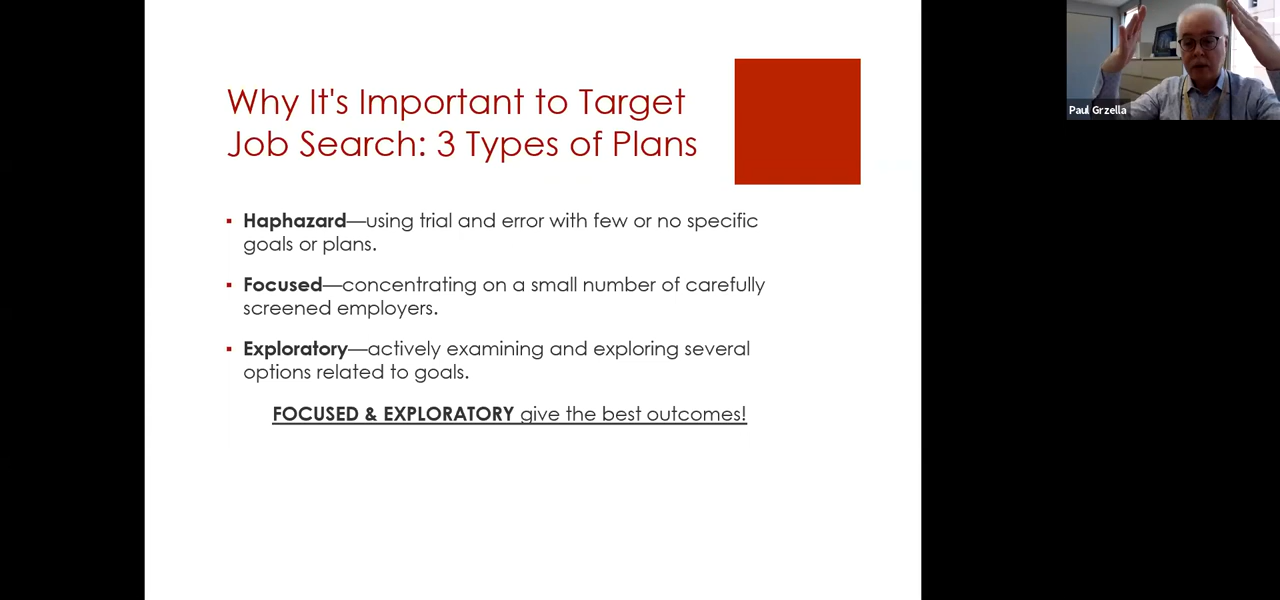 Why It's Important to Target
Job Search: 3 Types of Plans
▪ Haphazard—using trial and error with few or no specific
goals or plans.
▪ Focused—concentrating on a small number of carefully
screened employers.
▪ Exploratory—actively examining and exploring several
options related to goals.
FOCUSED & EXPLORATORY give the best outcomes!
Paul Grzella